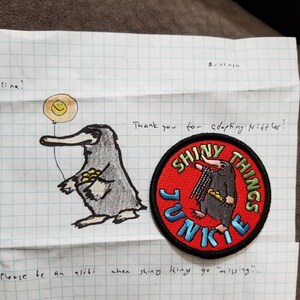 Thank you for adopting Niffler!
SHINY THINGS
JUNKIE
Please be an alibi when shiny things go "missing"...